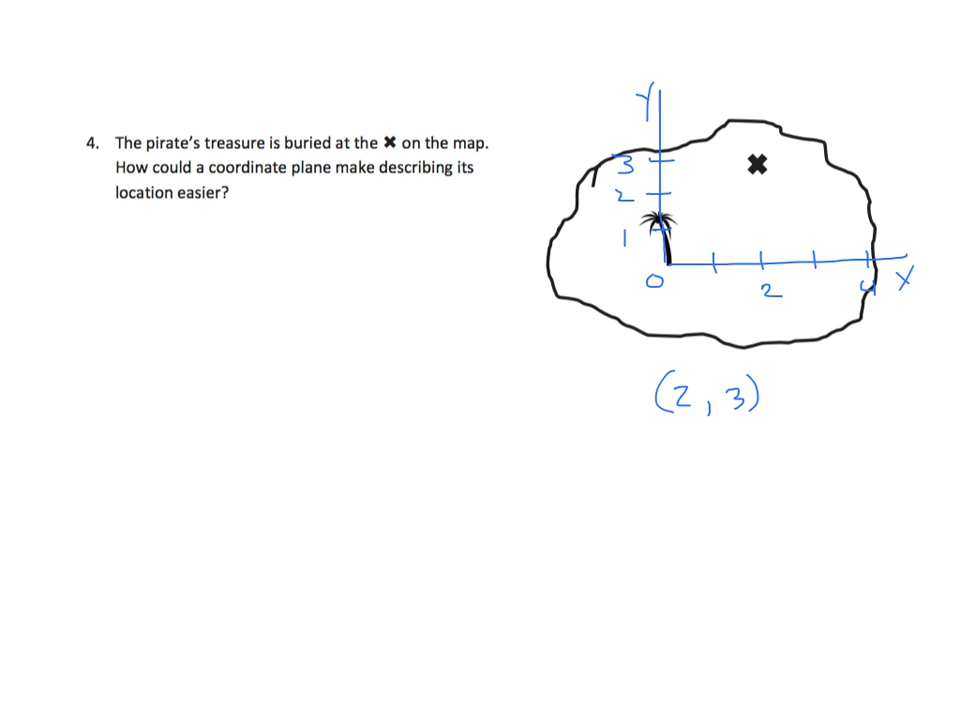 4. The pirate's treasure is buried at the ✖ on the map.
How could a coordinate plane make describing its
location easier?
Y
3
2
1
0
2
4
X
(2, 3)